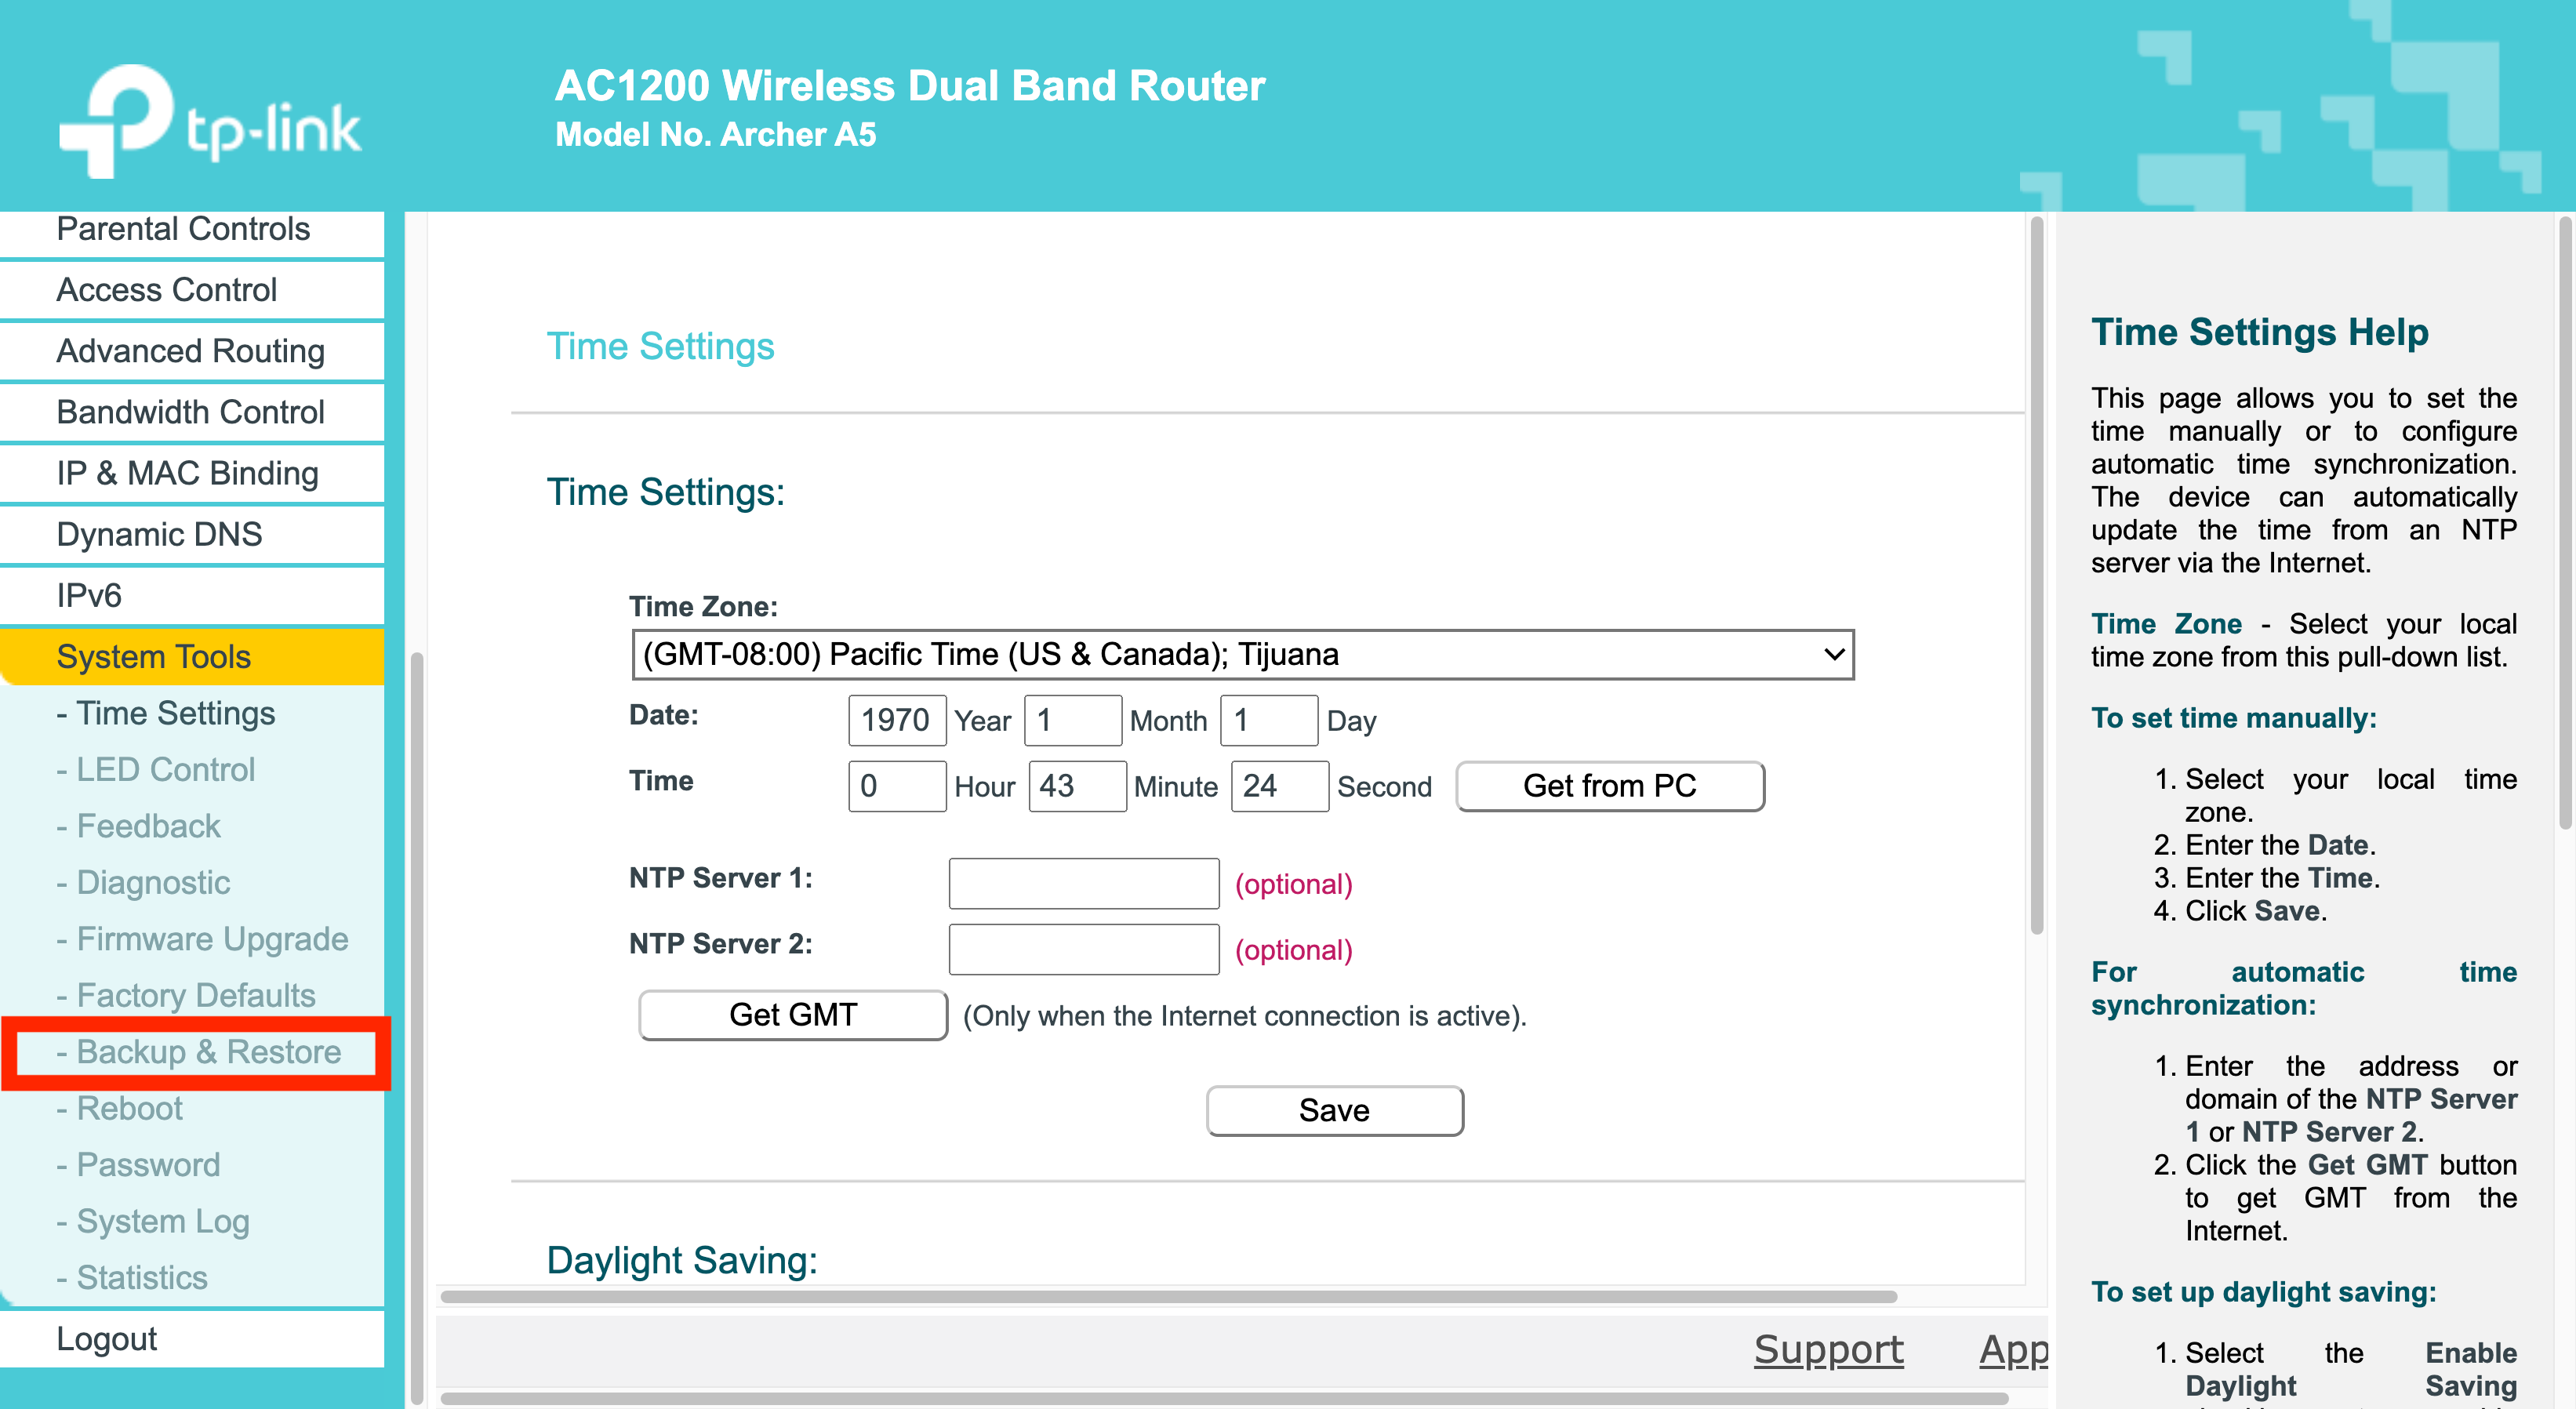 tp-link
AC1200 Wireless Dual Band Router
Model No. Archer A5
Parental Controls
Access Control
Advanced Routing
Bandwidth Control
IP & MAC Binding
Dynamic DNS
IPv6
System Tools
- Time Settings
- LED Control
- Feedback
- Diagnostic
- Firmware Upgrade
- Factory Defaults
- Backup & Restore
- Reboot
- Password
- System Log
- Statistics
Logout
Time Settings
Time Settings:
Time Zone:
(GMT-08:00) Pacific Time (US & Canada); Tijuana
Date: 1970 Year 1 Month 1 Day
Time 0 Hour 43 Minute 24 Second Get from PC
NTP Server 1: (optional)
NTP Server 2: (optional)
Get GMT (Only when the Internet connection is active).
Save
Daylight Saving:
Support App
Time Settings Help
This page allows you to set the
time manually or to configure
automatic time synchronization.
The device can automatically
update the time from an NTP
server via the Internet.
Time Zone - Select your local
time zone from this pull-down list.
To set time manually:
1. Select your local time
zone.
2. Enter the Date.
3. Enter the Time.
4. Click Save.
For automatic time
synchronization:
1. Enter the address or
domain of the NTP Server
1 or NTP Server 2.
2. Click the Get GMT button
to get GMT from the
Internet.
To set up daylight saving:
1. Select the Enable
Daylight Saving